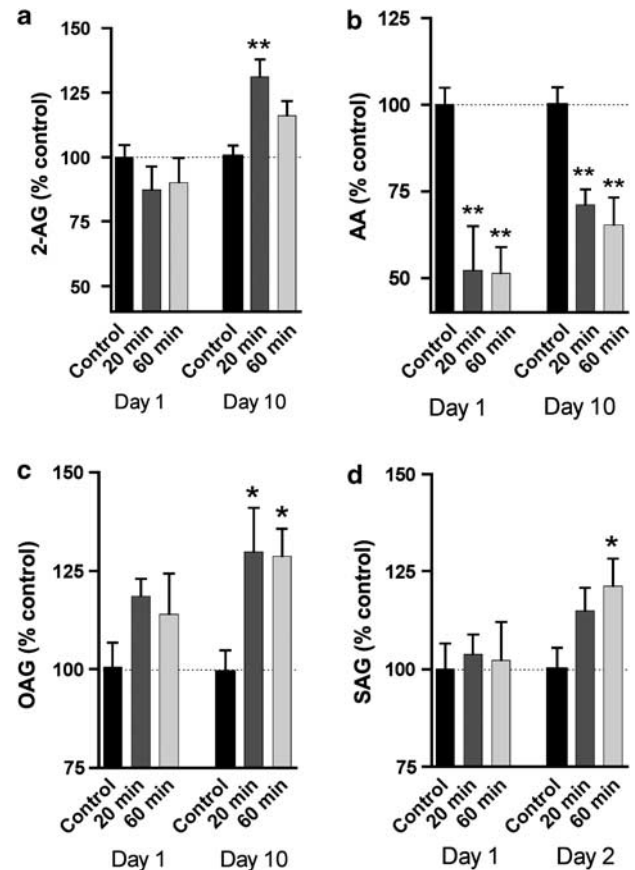 a
150
125
100
75
50
2-AG (% control)
**
Control
20 min
60 min
Control
20 min
60 min
Day 1
Day 10
b
125
100
75
50
AA (% control)
**
**
**
**
Control
20 min
60 min
Control
20 min
60 min
Day 1
Day 10
c
150
125
100
75
OAG (% control)
*
*
Control
20 min
60 min
Control
20 min
60 min
Day 1
Day 10
d
150
125
100
75
SAG (% control)
*
Control
20 min
60 min
Control
20 min
60 min
Day 1
Day 2